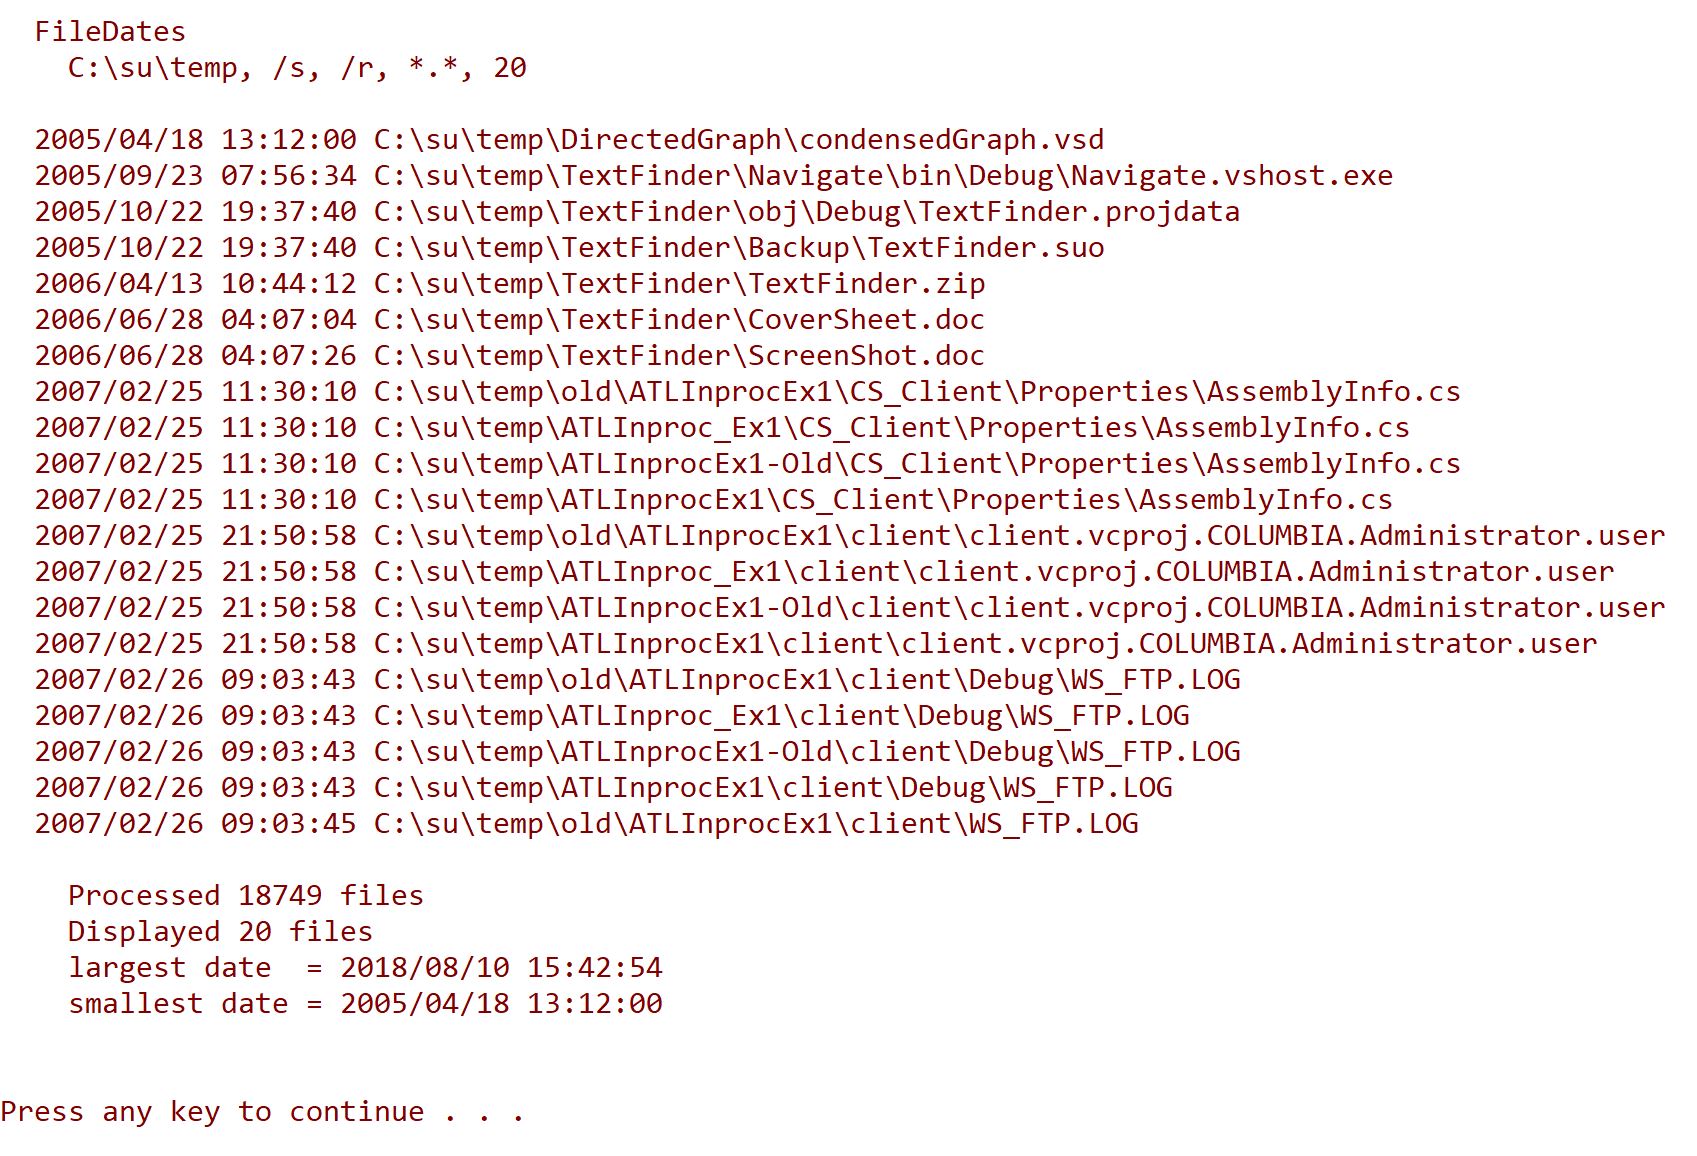 FileDates
C:\su\temp, /s, /r, *.*, 20
2005/04/18 13:12:00 C:\su\temp\DirectedGraph\condensedGraph.vsd
2005/09/23 07:56:34 C:\su\temp\TextFinder\Navigate\bin\Debug\Navigate.vshost.exe
2005/10/22 19:37:40 C:\su\temp\TextFinder\obj\Debug\TextFinder.projdata
2005/10/22 19:37:40 C:\su\temp\TextFinder\Backup\TextFinder.suo
2006/04/13 10:44:12 C:\su\temp\TextFinder\TextFinder.zip
2006/06/28 04:07:04 C:\su\temp\TextFinder\CoverSheet.doc
2006/06/28 04:07:26 C:\su\temp\TextFinder\ScreenShot.doc
2007/02/25 11:30:10 C:\su\temp\old\ATLInprocEx1\CS_Client\Properties\AssemblyInfo.cs
2007/02/25 11:30:10 C:\su\temp\ATLInproc_Ex1\CS_Client\Properties\AssemblyInfo.cs
2007/02/25 11:30:10 C:\su\temp\ATLInprocEx1-Old\CS_Client\Properties\AssemblyInfo.cs
2007/02/25 11:30:10 C:\su\temp\ATLInprocEx1\CS_Client\Properties\AssemblyInfo.cs
2007/02/25 21:50:58 C:\su\temp\old\ATLInprocEx1\client\client.vcproj.COLUMBIA.Administrator.user
2007/02/25 21:50:58 C:\su\temp\ATLInproc_Ex1\client\client.vcproj.COLUMBIA.Administrator.user
2007/02/25 21:50:58 C:\su\temp\ATLInprocEx1-Old\client\client.vcproj.COLUMBIA.Administrator.user
2007/02/25 21:50:58 C:\su\temp\ATLInprocEx1\client\client.vcproj.COLUMBIA.Administrator.user
2007/02/26 09:03:43 C:\su\temp\old\ATLInprocEx1\client\Debug\WS_FTP.LOG
2007/02/26 09:03:43 C:\su\temp\ATLInproc_Ex1\client\Debug\WS_FTP.LOG
2007/02/26 09:03:43 C:\su\temp\ATLInprocEx1-Old\client\Debug\WS_FTP.LOG
2007/02/26 09:03:43 C:\su\temp\ATLInprocEx1\client\Debug\WS_FTP.LOG
2007/02/26 09:03:45 C:\su\temp\old\ATLInprocEx1\client\WS_FTP.LOG
Processed 18749 files
Displayed 20 files
largest date  = 2018/08/10 15:42:54
smallest date = 2005/04/18 13:12:00
Press any key to continue . . .